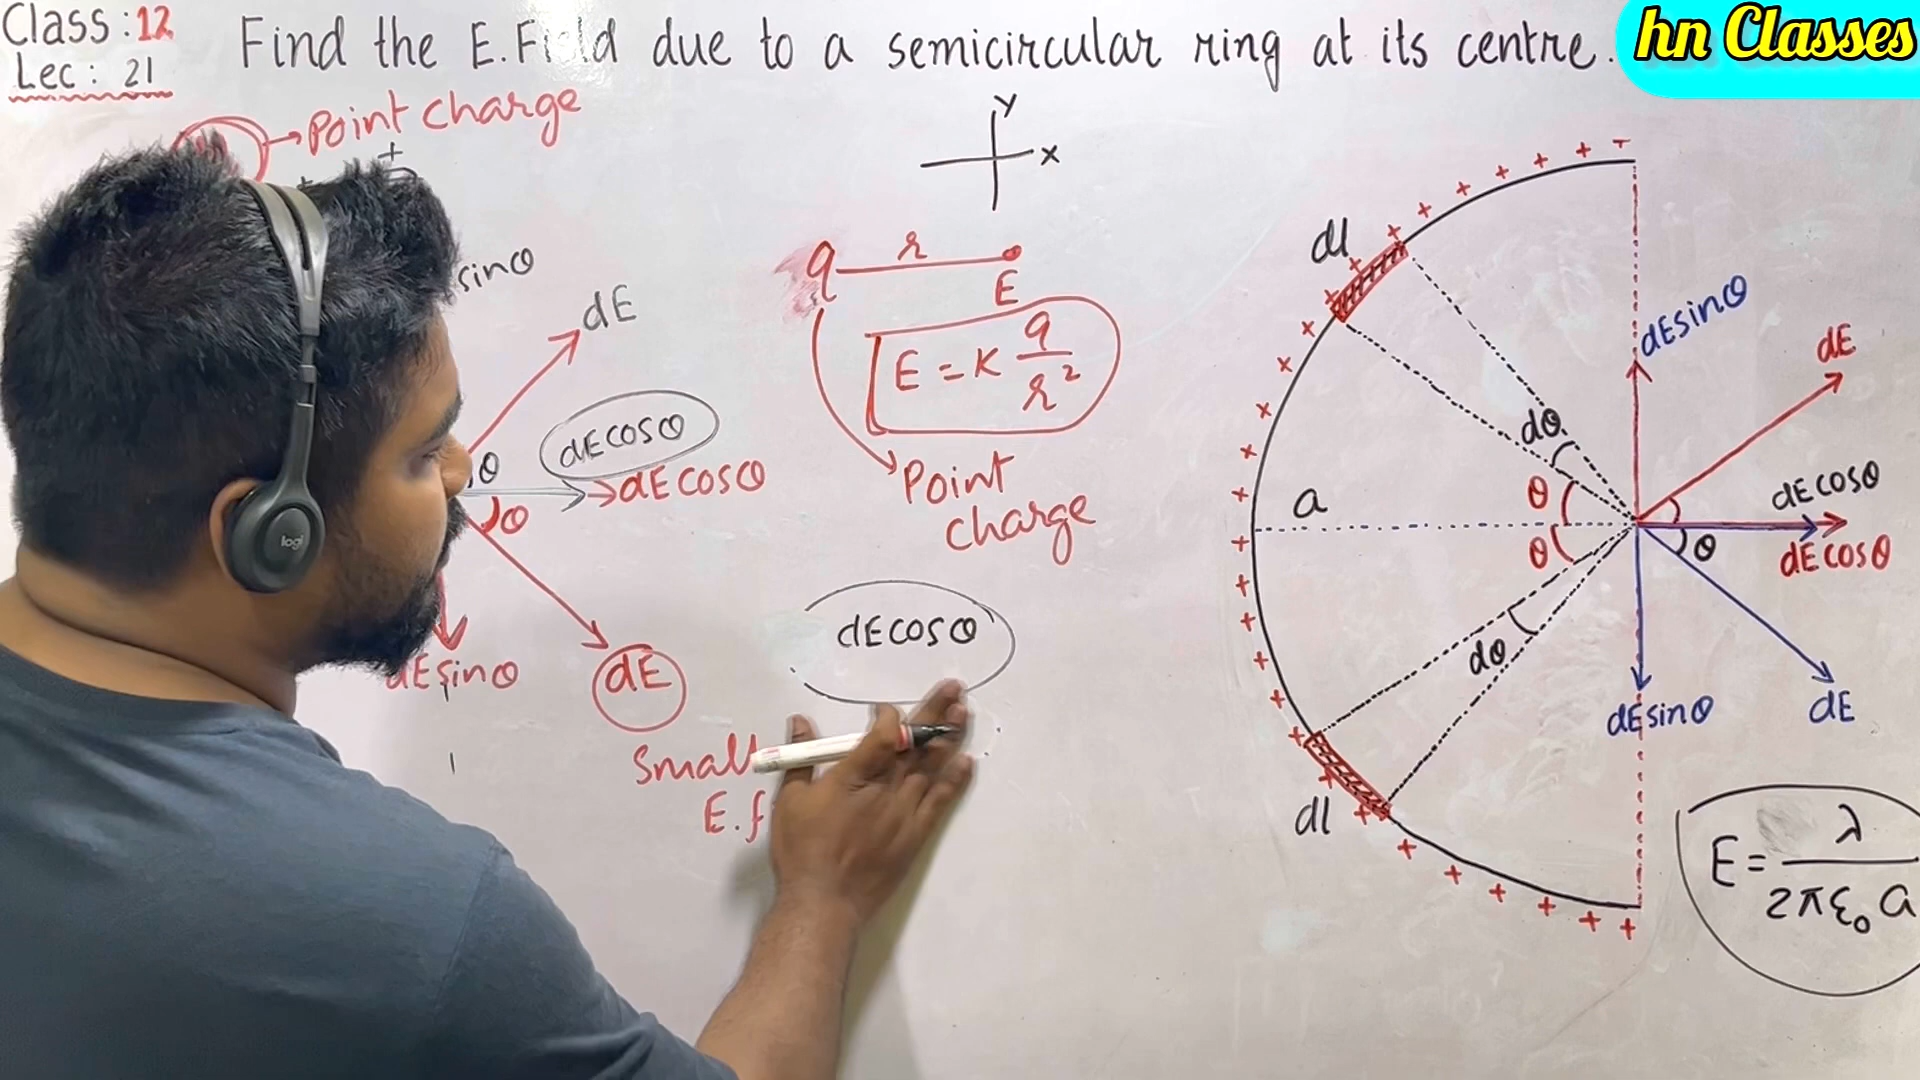 Class : 12
Lec : 21
Find the E.Field due to a semicircular ring at its centre.
hn Classes
Point charge
+
sinθ
dE
θ
dEcosθ
dEcosθ
θ
dEsinθ
dE
Small
E.f
y
x
q r
E
E = K q/r²
Point
charge
dEcosθ
logi
dl
dEsinθ
dE
dθ
a
θ
dEcosθ
θ
θ
dEcosθ
dθ
dEsinθ
dE
dl
+ + + + + + + + + + + + + + + + + + + + + + + + + + + +
E = λ/2πε₀a